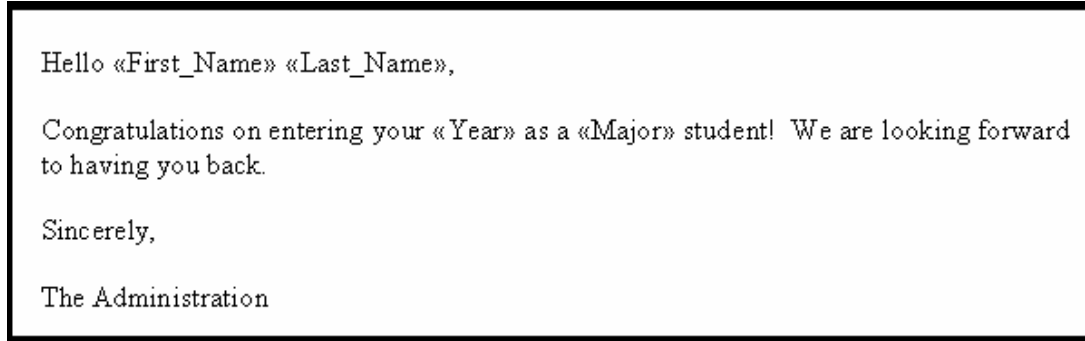 Hello «First_Name» «Last_Name»,
Congratulations on entering your «Year» as a «Major» student!  We are looking forward
to having you back.
Sincerely,
The Administration